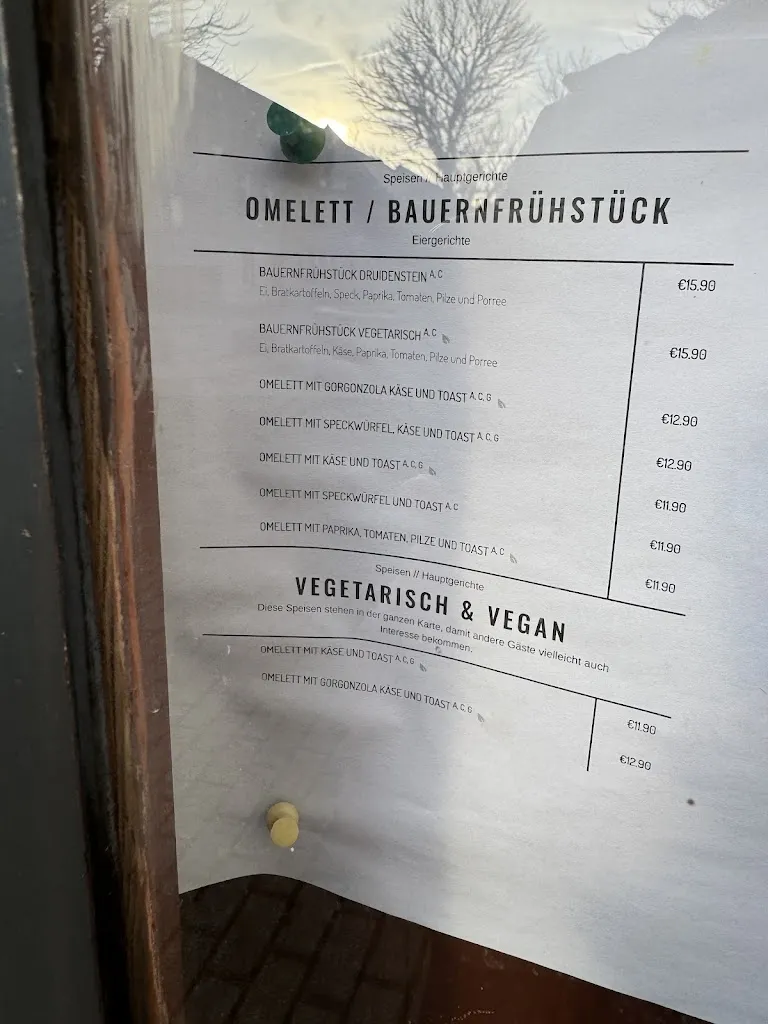 Speisen // Hauptgerichte
OMELETT / BAUERNFRÜHSTÜCK
Eiergerichte
BAUERNFRÜHSTÜCK DRUIDENSTEIN A, C €15.90
Ei, Bratkartoffeln, Speck, Paprika, Tomaten, Pilze und Porree
BAUERNFRÜHSTÜCK VEGETARISCH A, C €15.90
Ei, Bratkartoffeln, Käse, Paprika, Tomaten, Pilze und Porree
OMELETT MIT GORGONZOLA KÄSE UND TOAST A, C, G €12.90
OMELETT MIT SPECKWÜRFEL, KÄSE UND TOAST A, C, G €12.90
OMELETT MIT KÄSE UND TOAST A, C, G €11.90
OMELETT MIT SPECKWÜRFEL UND TOAST A, C €11.90
OMELETT MIT PAPRIKA, TOMATEN, PILZE UND TOAST A, C €11.90
Speisen // Hauptgerichte
VEGETARISCH & VEGAN
Diese Speisen stehen in der ganzen Karte, damit andere Gäste vielleicht auch
Interesse bekommen.
OMELETT MIT KÄSE UND TOAST A, C, G €11.90
OMELETT MIT GORGONZOLA KÄSE UND TOAST A, C, G €12.90